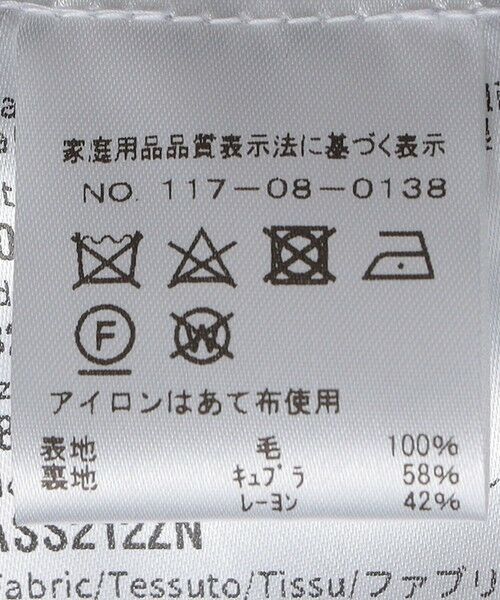 家庭用品品質表示法に基づく表示
NO. 117-08-0138
F W
アイロンはあて布使用
表地 毛 100%
裏地 キュプラ 58%
レーヨン 42%
ASS2122N
Fabric/Tessuto/Tissu/ファブリ